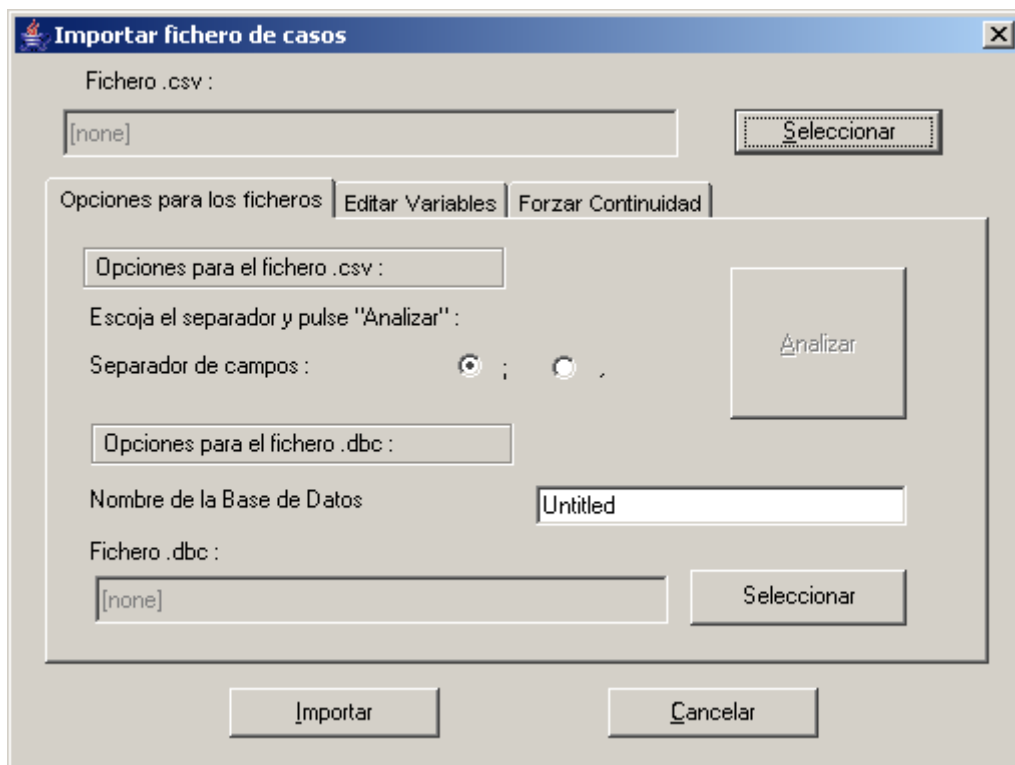 Importar fichero de casos
Fichero .csv :
[none]
Seleccionar
Opciones para los ficheros Editar Variables Forzar Continuidad
Opciones para el fichero .csv :
Escoja el separador y pulse "Analizar" :
Analizar
Separador de campos : ; ,
Opciones para el fichero .dbc :
Nombre de la Base de Datos Untitled
Fichero .dbc :
[none] Seleccionar
Importar Cancelar